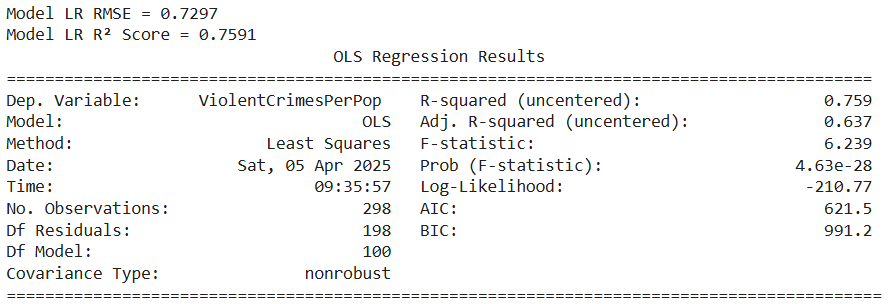 Model LR RMSE = 0.7297
Model LR R² Score = 0.7591
OLS Regression Results
==========================================================================================
Dep. Variable: ViolentCrimesPerPop R-squared (uncentered): 0.759
Model: OLS Adj. R-squared (uncentered): 0.637
Method: Least Squares F-statistic: 6.239
Date: Sat, 05 Apr 2025 Prob (F-statistic): 4.63e-28
Time: 09:35:57 Log-Likelihood: -210.77
No. Observations: 298 AIC: 621.5
Df Residuals: 198 BIC: 991.2
Df Model: 100
Covariance Type: nonrobust
===========================================================================================